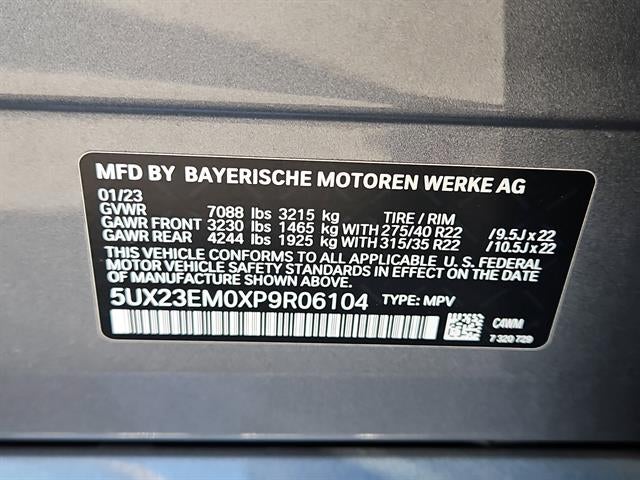 MFD BY BAYERISCHE MOTOREN WERKE AG
01/23
GVWR 7088 lbs 3215 kg TIRE / RIM
GAWR FRONT 3230 lbs 1465 kg WITH 275/40 R22 /9.5J x 22
GAWR REAR 4244 lbs 1925 kg WITH 315/35 R22 /10.5J x 22
THIS VEHICLE CONFORMS TO ALL APPLICABLE U. S. FEDERAL
MOTOR VEHICLE SAFETY STANDARDS IN EFFECT ON THE DATE
OF MANUFACTURE SHOWN ABOVE.
5UX23EM0XP9R06104 TYPE: MPV
C4WM
7 320 729